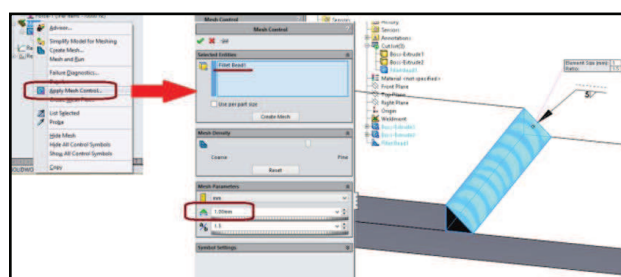 Advisor...
Simplify Model for Meshing
Create Mesh...
Mesh and Run
Failure Diagnostics...
Apply Mesh Control...
List Selected
Probe
Hide Mesh
Hide All Control Symbols
Show All Control Symbols
Copy
Mesh Control
Mesh Control
Selected Entities
Fillet Bead1
Use per part size
Create Mesh
Mesh Density
Coarse
Fine
Reset
Mesh Parameters
mm
1.00mm
1.5
Symbol Settings
Sensors
Sensors
Annotations
Boss-Extrude1
Boss-Extrude2
Fillet Bead1
Material <not specified>
Front Plane
Top Plane
Right Plane
Origin
Weldment
Boss-Extrude1
Boss-Extrude2
Fillet Bead1
Element Size (mm)
Ratio
1.5
5